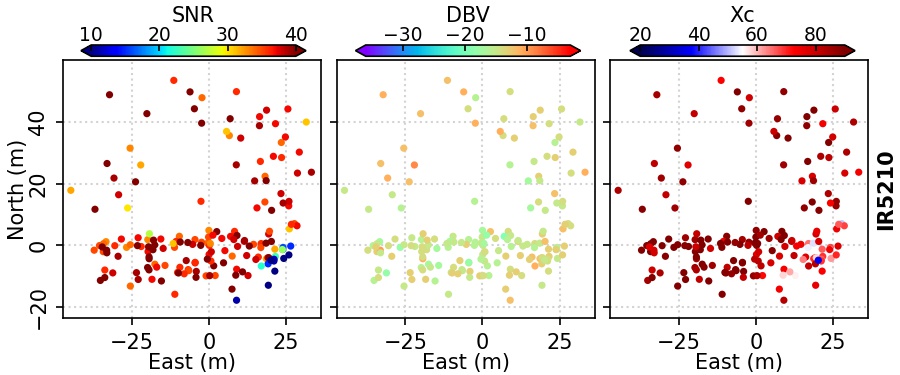 SNR DBV Xc
10 20 30 40 −30 −20 −10 20 40 60 80
North (m)
40
20
0
−20
−25 0 25 −25 0 25 −25 0 25
East (m) East (m) East (m)
IR5210